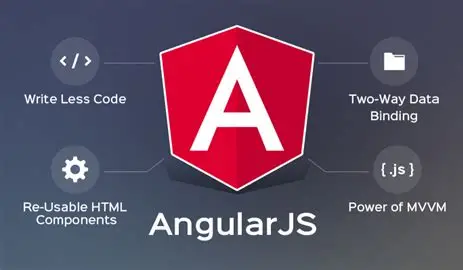 </>
Write Less Code
Two-Way Data
Binding
A
Re-Usable HTML
Components
{ .js }
Power of MVVM
AngularJS